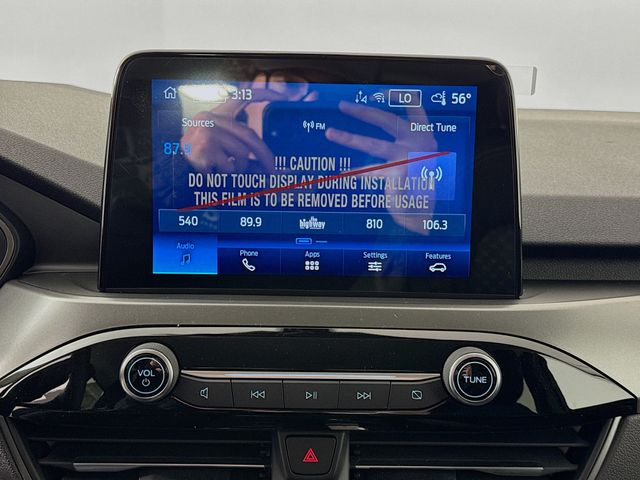 3:13
LO
56°
Sources
FM
Direct Tune
87.9
!!! CAUTION !!!
DO NOT TOUCH DISPLAY DURING INSTALLATION
THIS FILM IS TO BE REMOVED BEFORE USAGE
540 89.9 the highway 810 106.3
Audio Phone Apps Settings Features
VOL
TUNE